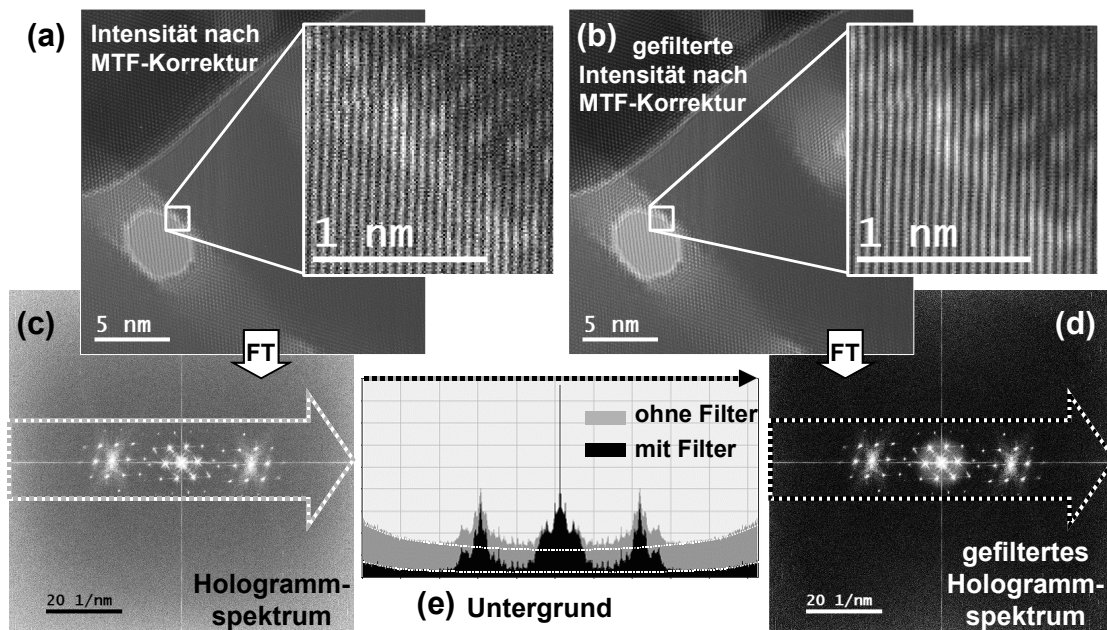 (a)
Intensität nach
MTF-Korrektur
1 nm
5 nm
(b)
gefilterte
Intensität nach
MTF-Korrektur
1 nm
5 nm
(c)
FT
20 1/nm
Hologramm-
spektrum
ohne Filter
mit Filter
(e) Untergrund
(d)
FT
20 1/nm
gefiltertes
Hologramm-
spektrum